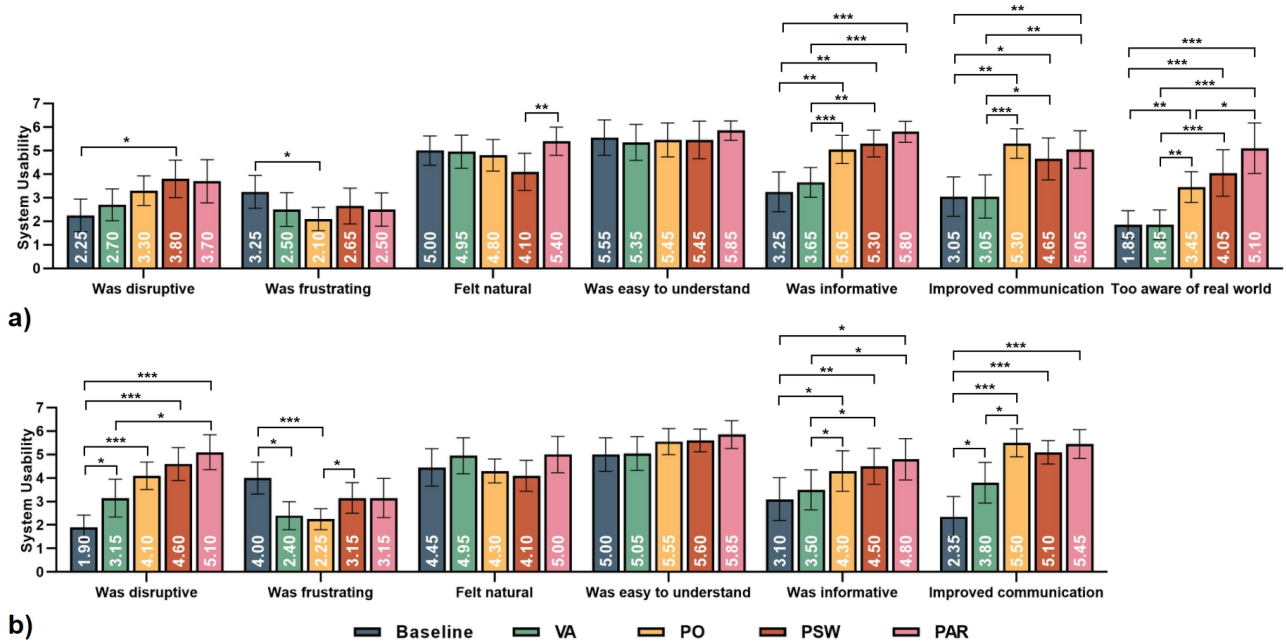 ***
***
**
**
***
**
***
**
*
**
*
***
***
***
***
**
*
***
**
*
*
**
System Usability
7
6
5
4
3
2
1
0
2.25 2.70 3.30 3.80 3.70
3.25 2.50 2.10 2.65 2.50
5.00 4.95 4.80 4.10 5.40
5.55 5.35 5.45 5.45 5.85
3.25 3.65 5.05 5.30 5.80
3.05 3.05 5.30 4.65 5.05
1.85 1.85 3.45 4.05 5.10
Was disruptive Was frustrating Felt natural Was easy to understand Was informative Improved communication Too aware of real world
a)
***
***
*
***
*
***
*
*
*
*
**
*
*
*
***
***
***
*
*
System Usability
7
6
5
4
3
2
1
0
1.90 3.15 4.10 4.60 5.10
4.00 2.40 2.25 3.15 3.15
4.45 4.95 4.30 4.10 5.00
5.00 5.05 5.55 5.60 5.85
3.10 3.50 4.30 4.50 4.80
2.35 3.80 5.50 5.10 5.45
Was disruptive Was frustrating Felt natural Was easy to understand Was informative Improved communication
b)
Baseline VA PO PSW PAR